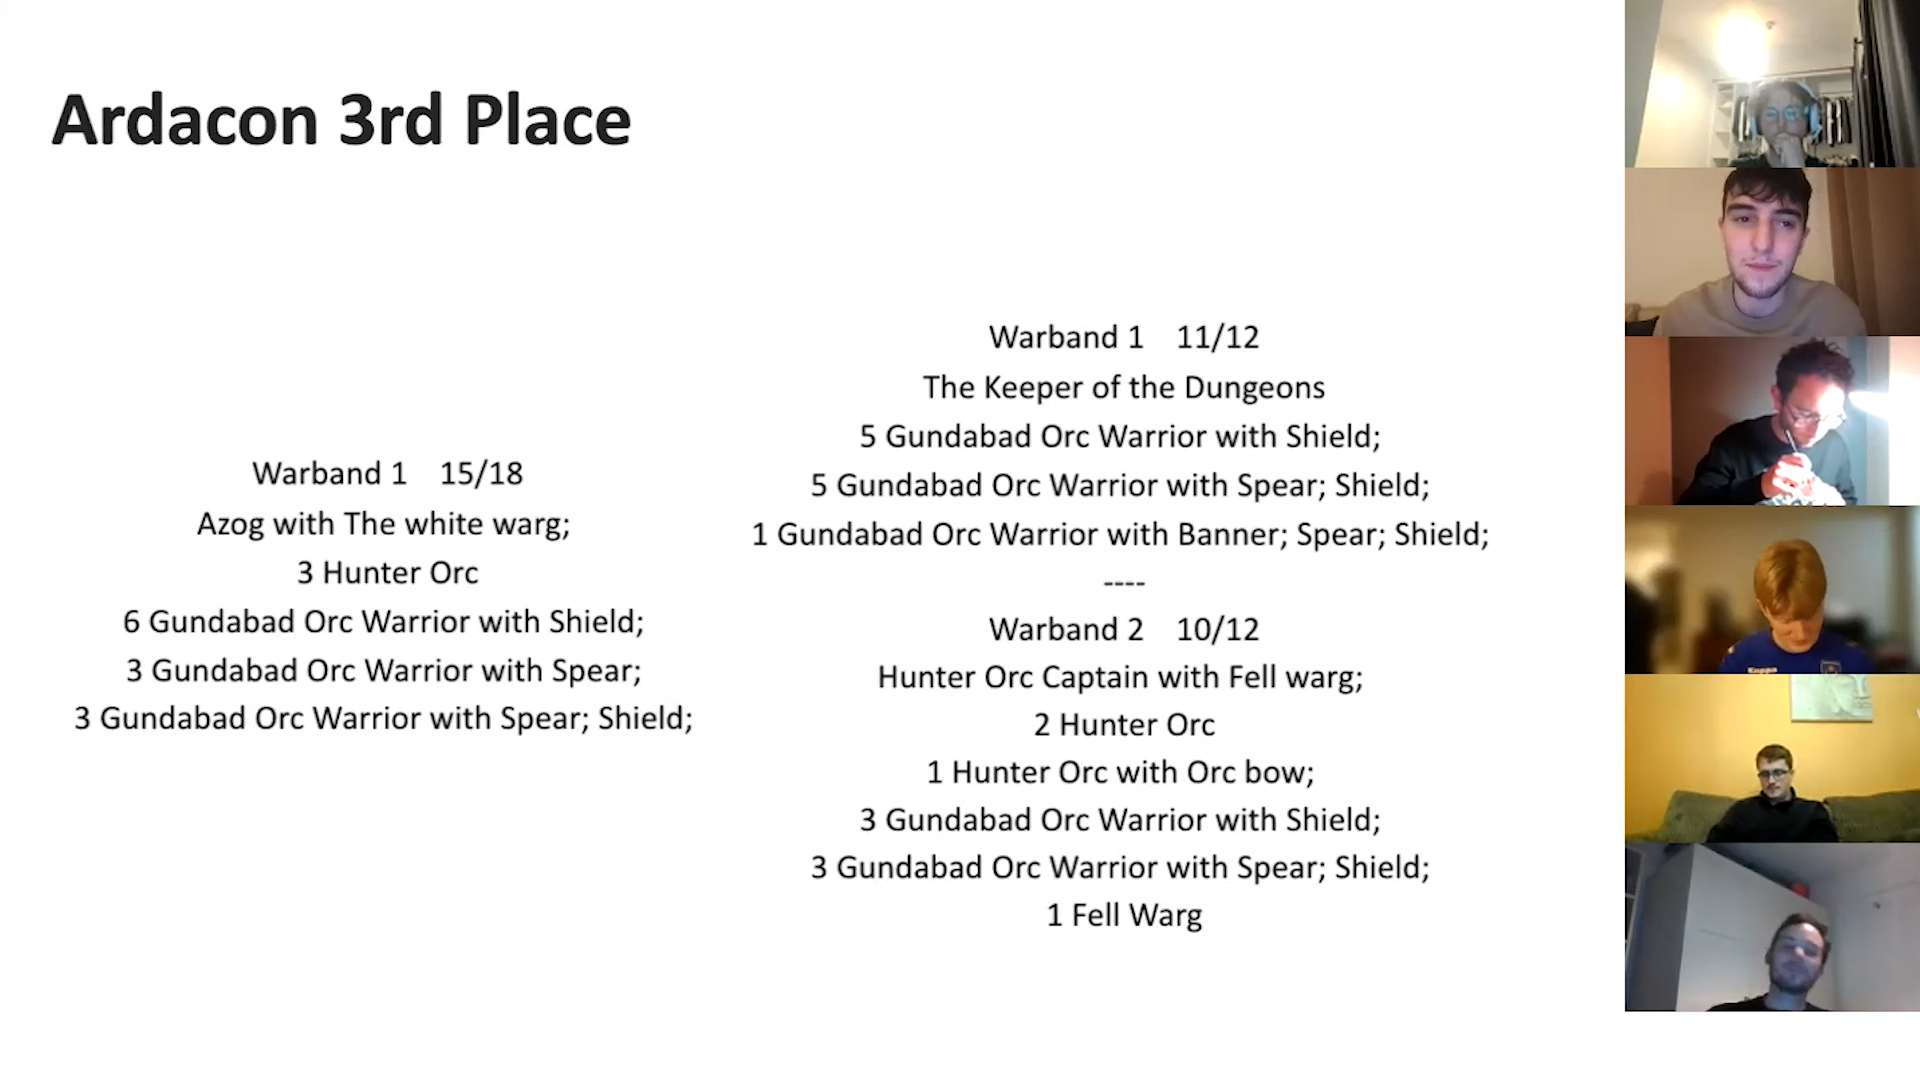 Ardacon 3rd Place
Warband 1 15/18
Azog with The white warg;
3 Hunter Orc
6 Gundabad Orc Warrior with Shield;
3 Gundabad Orc Warrior with Spear;
3 Gundabad Orc Warrior with Spear; Shield;
Warband 1 11/12
The Keeper of the Dungeons
5 Gundabad Orc Warrior with Shield;
5 Gundabad Orc Warrior with Spear; Shield;
1 Gundabad Orc Warrior with Banner; Spear; Shield;
----
Warband 2 10/12
Hunter Orc Captain with Fell warg;
2 Hunter Orc
1 Hunter Orc with Orc bow;
3 Gundabad Orc Warrior with Shield;
3 Gundabad Orc Warrior with Spear; Shield;
1 Fell Warg
Kappa